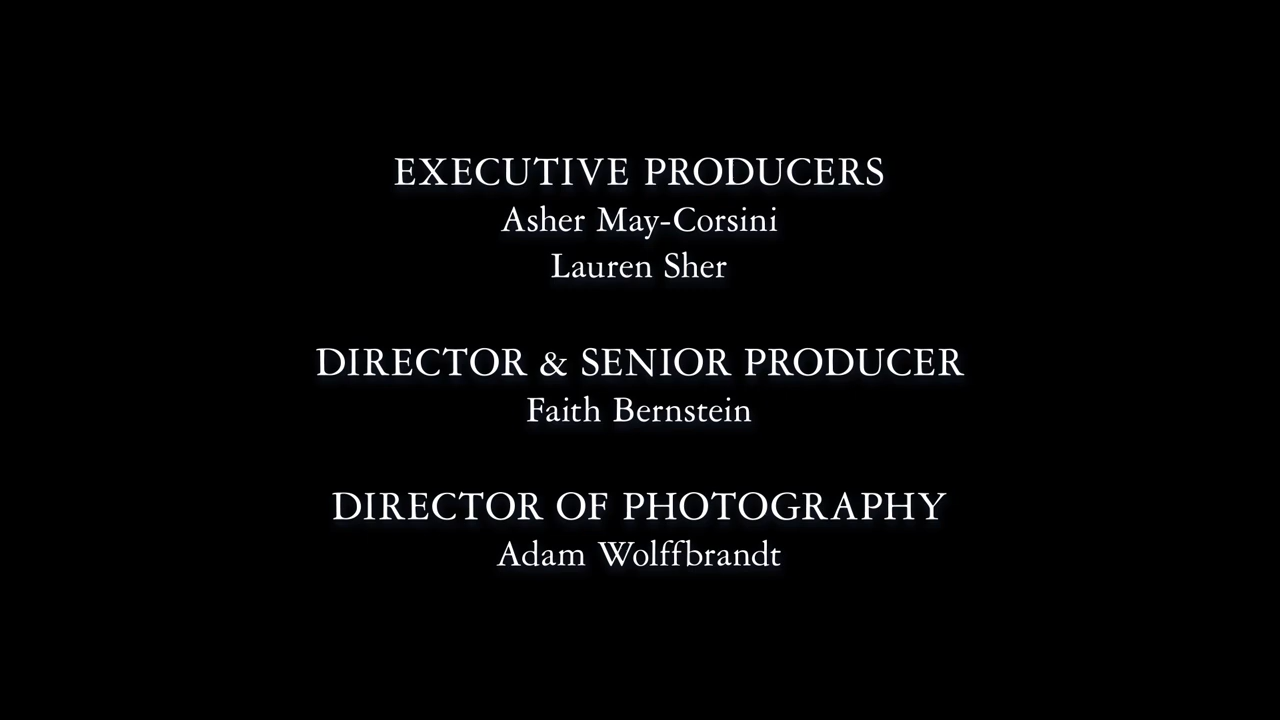 EXECUTIVE PRODUCERS
Asher May-Corsini
Lauren Sher
DIRECTOR & SENIOR PRODUCER
Faith Bernstein
DIRECTOR OF PHOTOGRAPHY
Adam Wolffbrandt